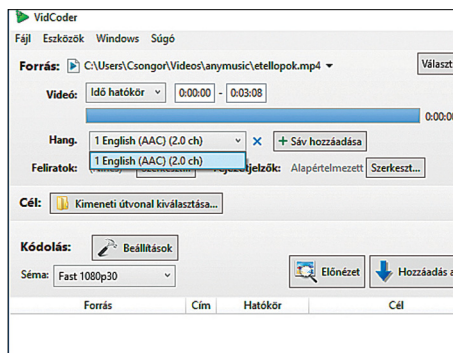 VidCoder
Fájl Eszközök Windows Súgó
Forrás: C:\Users\Csongor\Videos\anymusic\etellopok.mp4 Választ
Videó: Idő hatókör 0:00:00 - 0:03:08
0:00:00
Hang. 1 English (AAC) (2.0 ch) Sáv hozzáadása
1 English (AAC) (2.0 ch)
Feliratok: Alapértelmezett Szerkeszt...
Cél: Kimeneti útvonal kiválasztása...
Kódolás: Beállítások
Séma: Fast 1080p30 Előnézet Hozzáadás a
Forrás Cím Hatókör Cél